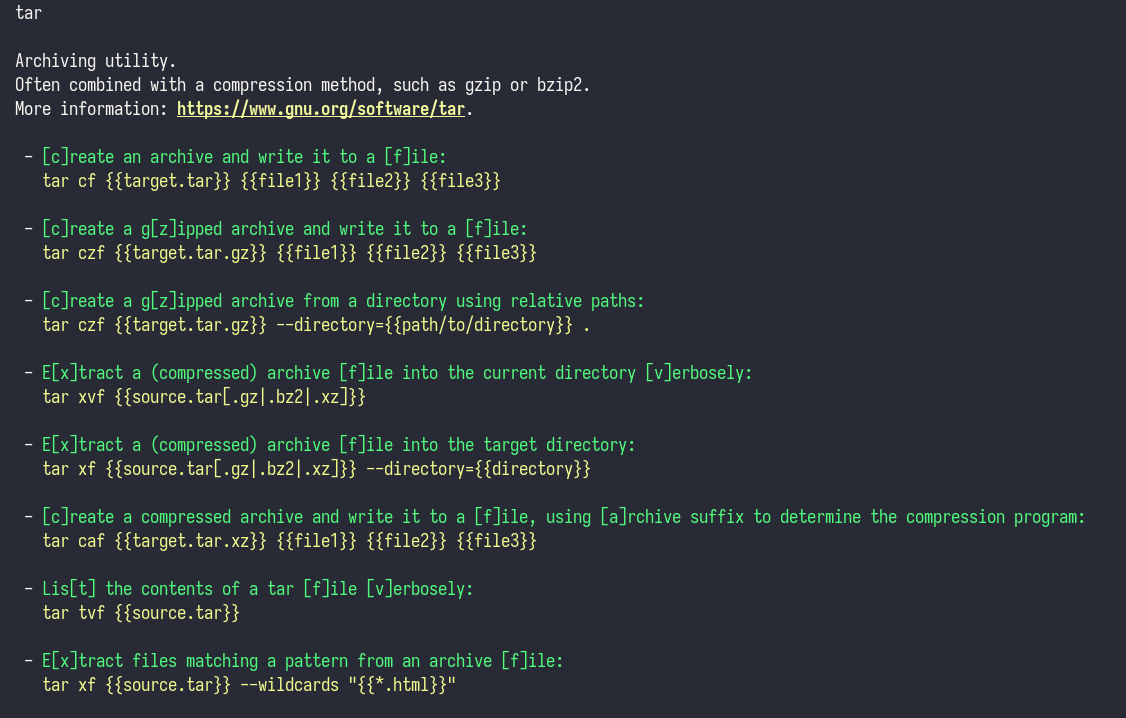 tar
Archiving utility.
Often combined with a compression method, such as gzip or bzip2.
More information: https://www.gnu.org/software/tar.
- [c]reate an archive and write it to a [f]ile:
tar cf {{target.tar}} {{file1}} {{file2}} {{file3}}
- [c]reate a g[z]ipped archive and write it to a [f]ile:
tar czf {{target.tar.gz}} {{file1}} {{file2}} {{file3}}
- [c]reate a g[z]ipped archive from a directory using relative paths:
tar czf {{target.tar.gz}} --directory={{path/to/directory}} .
- E[x]tract a (compressed) archive [f]ile into the current directory [v]erbosely:
tar xvf {{source.tar[.gz|.bz2|.xz]}}
- E[x]tract a (compressed) archive [f]ile into the target directory:
tar xf {{source.tar[.gz|.bz2|.xz]}} --directory={{directory}}
- [c]reate a compressed archive and write it to a [f]ile, using [a]rchive suffix to determine the compression program:
tar caf {{target.tar.xz}} {{file1}} {{file2}} {{file3}}
- Lis[t] the contents of a tar [f]ile [v]erbosely:
tar tvf {{source.tar}}
- E[x]tract files matching a pattern from an archive [f]ile:
tar xf {{source.tar}} --wildcards "{{*.html}}"